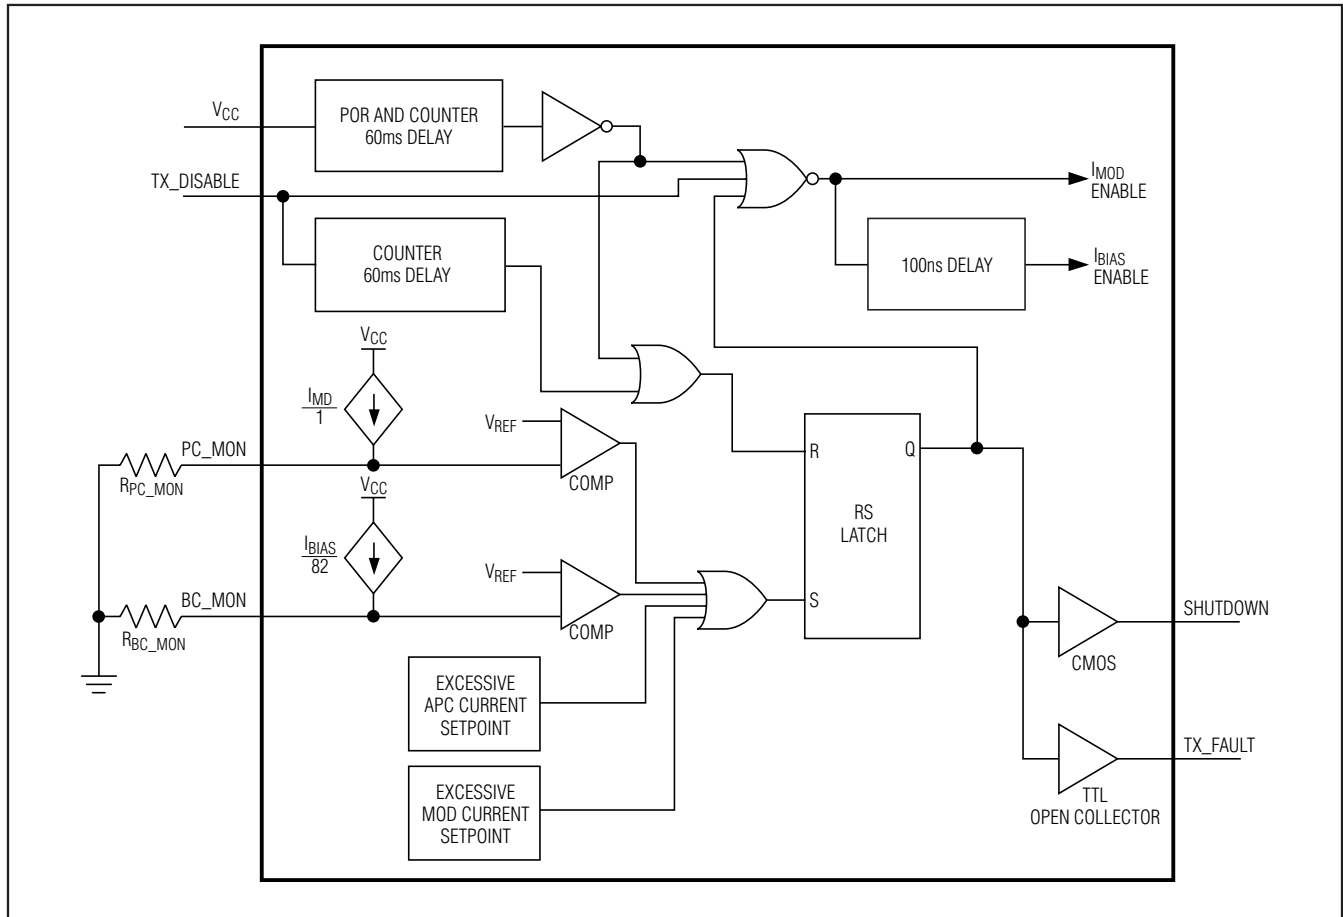 VCC
POR AND COUNTER
60ms DELAY
TX_DISABLE
IMOD
ENABLE
COUNTER
60ms DELAY
100ns DELAY
IBIAS
ENABLE
VCC
IMD
1
VREF
PC_MON
RPC_MON
COMP
VCC
R
Q
RS
LATCH
IBIAS
82
VREF
BC_MON
RBC_MON
COMP
S
SHUTDOWN
CMOS
EXCESSIVE
APC CURRENT
SETPOINT
TX_FAULT
EXCESSIVE
MOD CURRENT
SETPOINT
TTL
OPEN COLLECTOR